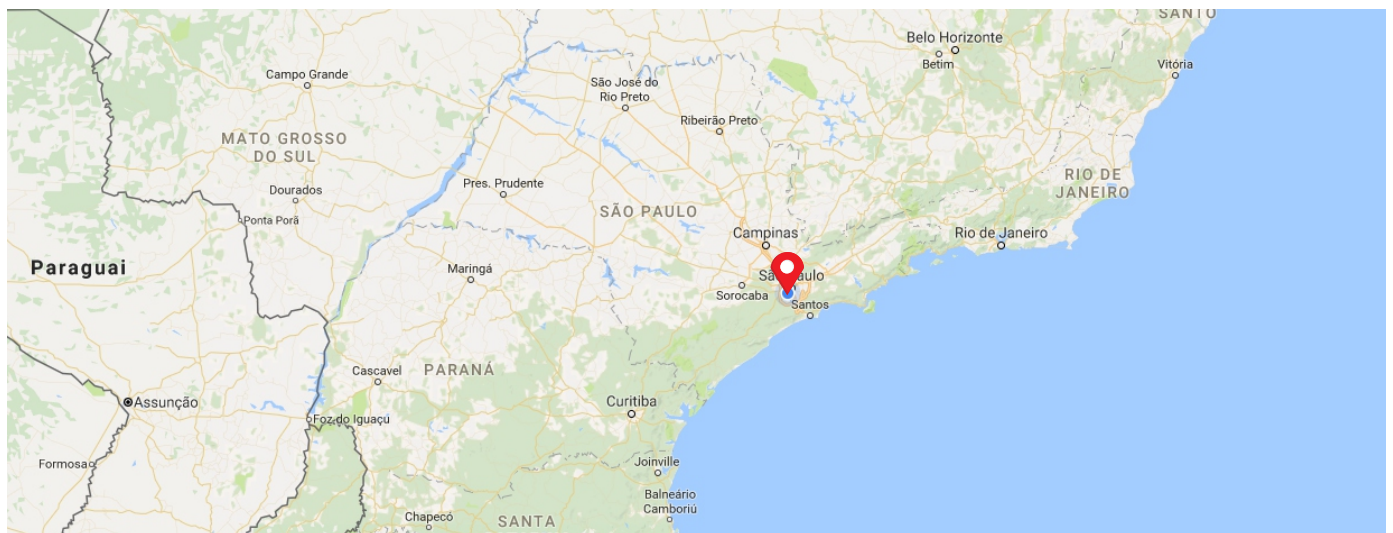 SANTO
Belo Horizonte
Betim
Vitória
Campo Grande
São José do
Rio Preto
Ribeirão Preto
MATO GROSSO
DO SUL
RIO DE
JANEIRO
Pres. Prudente
Dourados
SÃO PAULO
Ponta Porã
Campinas
Rio de Janeiro
Paraguai
Maringá
São Paulo
Sorocaba
Santos
Cascavel
PARANÁ
Assunção
Curitiba
Foz do Iguaçu
Formosa
Joinville
Balneário
Camboriú
Chapecó
SANTA